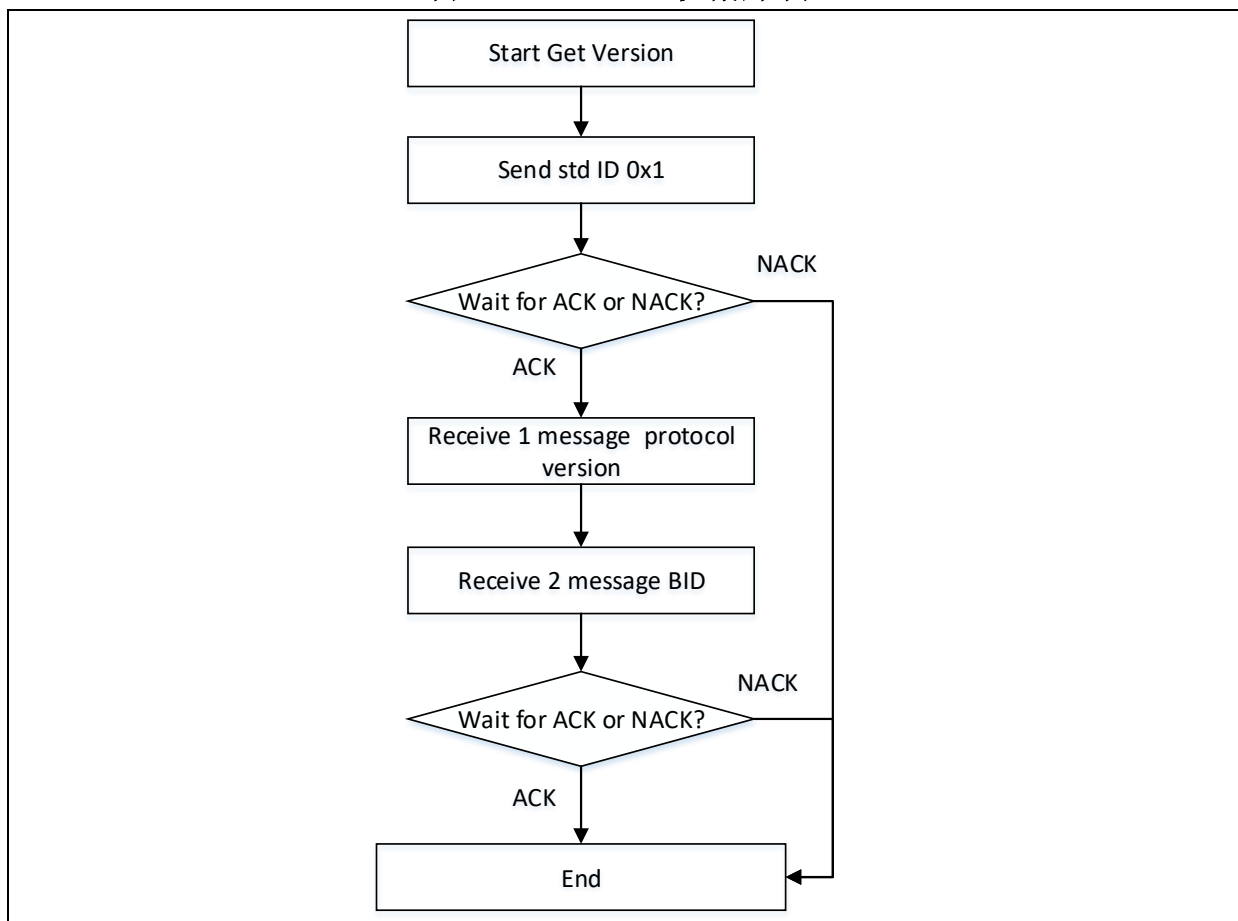 Start Get Version
Send std ID 0x1
NACK
Wait for ACK or NACK?
ACK
Receive 1 message protocol
version
Receive 2 message BID
NACK
Wait for ACK or NACK?
ACK
End